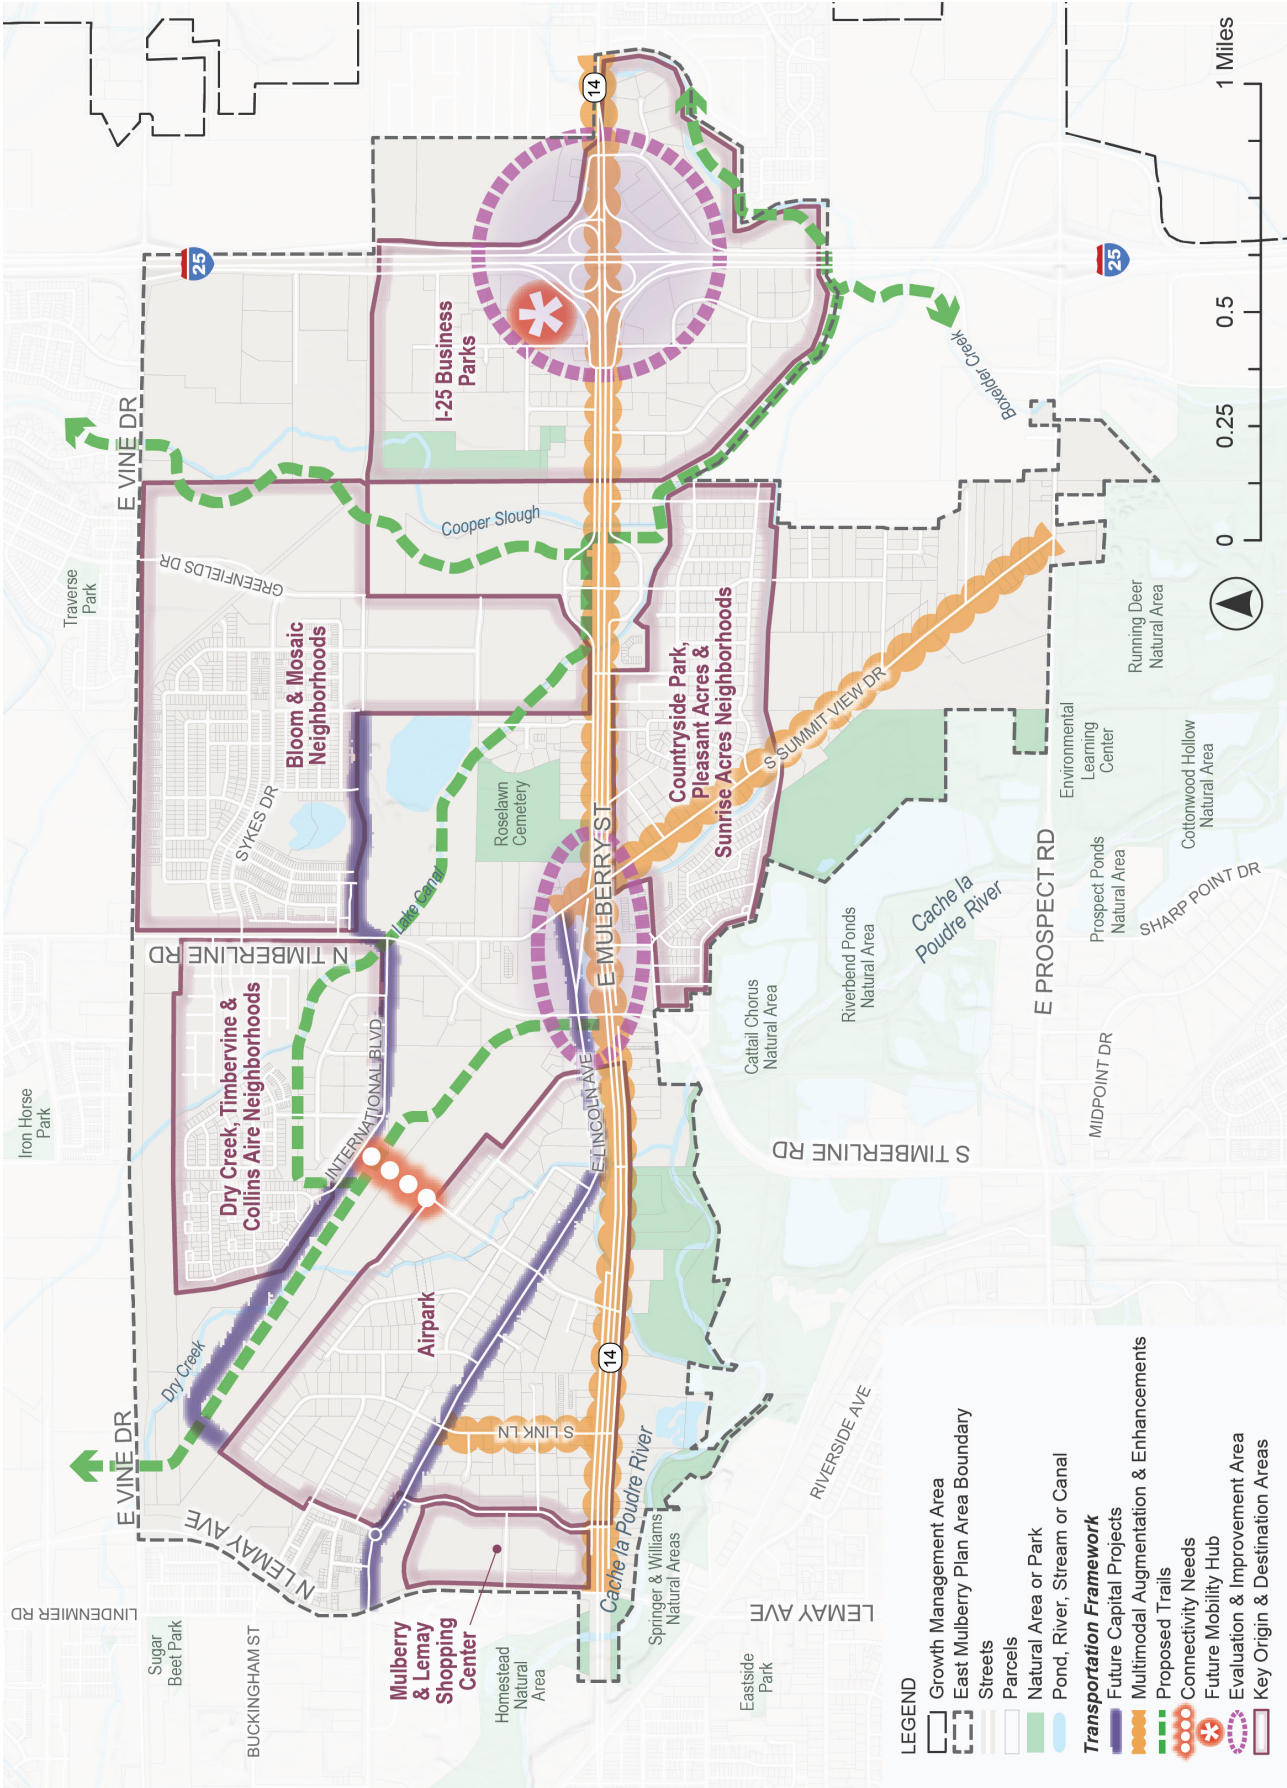 E VINE DR
E VINE DR
LINDENMIER RD
Sugar
Beet Park
BUCKINGHAM ST
N LEMAY AVE
Dry Creek
Iron Horse
Park
Dry Creek, Timbervine &
Collins Aire Neighborhoods
INTERNATIONAL BLVD
N TIMBERLINE RD
SYKES DR
Bloom & Mosaic
Neighborhoods
GREENFIELDS DR
Traverse
Park
25
Cooper Slough
I-25 Business
Parks
Lake Canal
Roselawn
Cemetery
Airpark
E LINCOLN AVE
Mulberry
& Lemay
Shopping
Center
Homestead
Natural
Area
S LINK LN
14
E MULBERRY ST
14
Countryside Park,
Pleasant Acres &
Sunrise Acres Neighborhoods
S SUMMIT VIEW DR
Cache la Poudre River
Springer & Williams
Natural Areas
Eastside
Park
LEMAY AVE
RIVERSIDE AVE
S TIMBERLINE RD
Cattail Chorus
Natural Area
Riverbend Ponds
Natural Area
Cache la
Poudre River
Boxelder Creek
E PROSPECT RD
MIDPOINT DR
Prospect Ponds
Natural Area
SHARP POINT DR
Environmental
Learning
Center
Cottonwood Hollow
Natural Area
Running Deer
Natural Area
25
LEGEND
Growth Management Area
East Mulberry Plan Area Boundary
Streets
Parcels
Natural Area or Park
Pond, River, Stream or Canal
Transportation Framework
Future Capital Projects
Multimodal Augmentation & Enhancements
Proposed Trails
Connectivity Needs
Future Mobility Hub
Evaluation & Improvement Area
Key Origin & Destination Areas
0 0.25 0.5 1 Miles